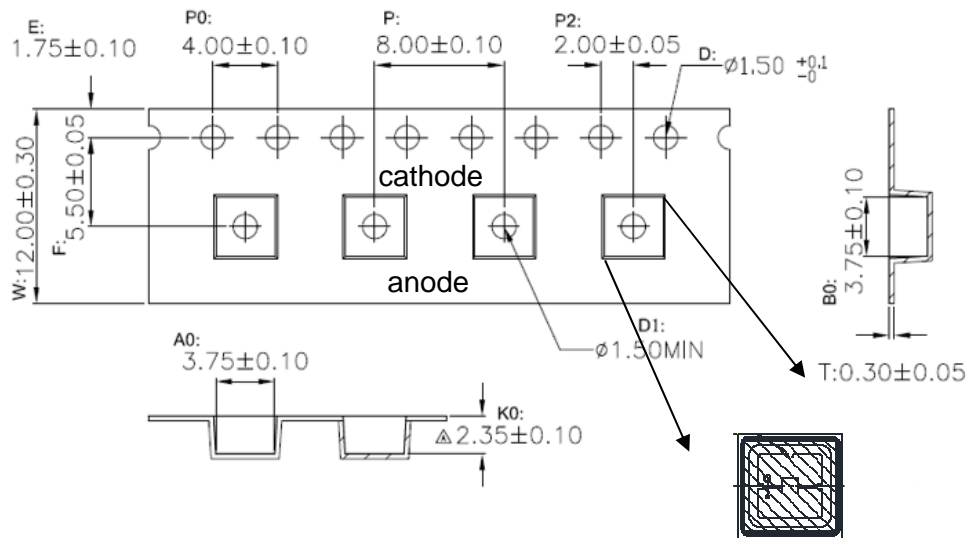 E:
1.75±0.10
P0:
4.00±0.10
P:
8.00±0.10
P2:
2.00±0.05
D: Ø1.50 +0.1 -0
W:12.00±0.30
F:5.50±0.05
cathode
anode
B0:
3.75±0.10
D1:
Ø1.50MIN
T:0.30±0.05
A0:
3.75±0.10
K0:
2.35±0.10